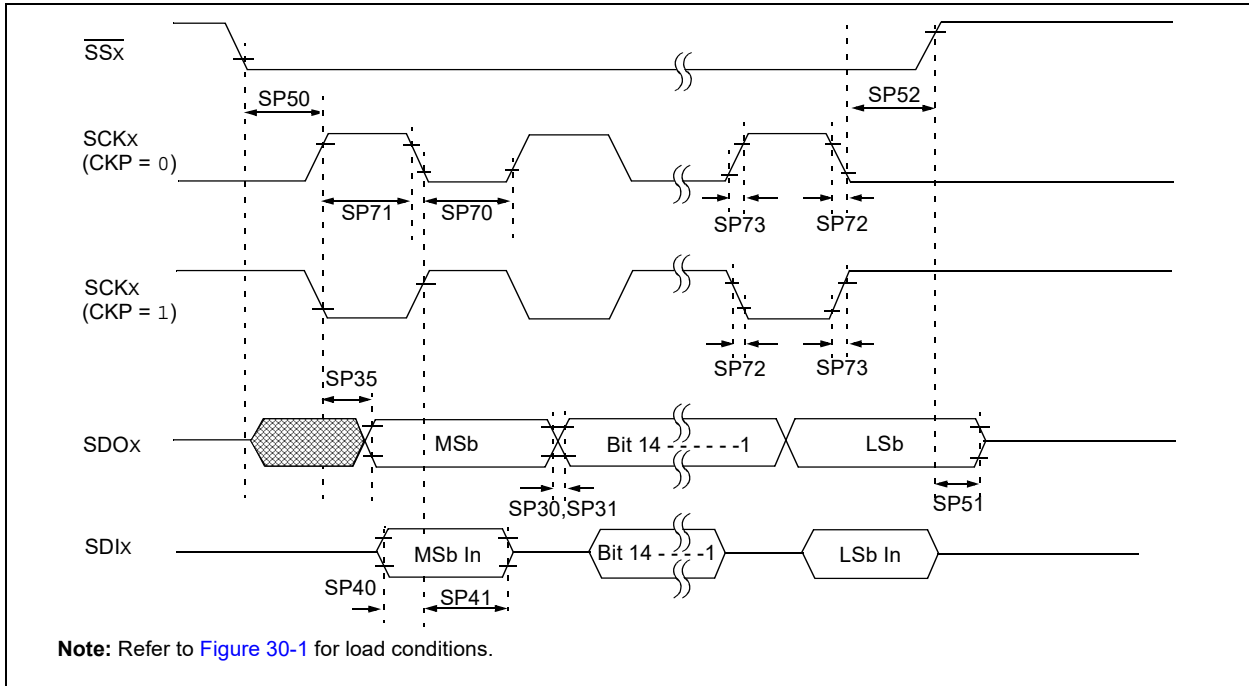 SSx
SP50
SP52
SCKx
(CKP = 0)
SP71
SP70
SP73
SP72
SCKx
(CKP = 1)
SP72
SP73
SP35
SDOx
MSb
Bit 14 - - - - - -1
LSb
SP30,SP31
SP51
SDIx
MSb In
Bit 14 - - - -1
LSb In
SP40
SP41
Note: Refer to Figure 30-1 for load conditions.